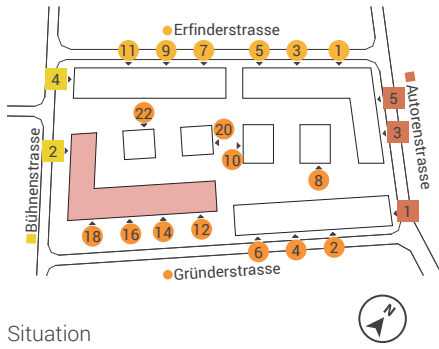 Erfinderstrasse
11 9 7 5 3 1
4
5
22
20
3
2
10
8
Bühnenstrasse
Autorenstrasse
18 16 14 12
1
6 4 2
Gründerstrasse
N
Situation